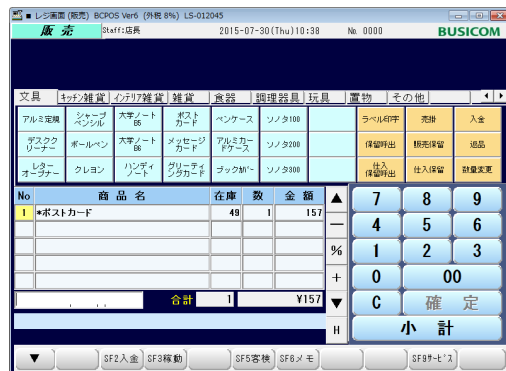 レジ画面 (販売) BCPOS Ver6 (外税 8%) LS-012045
販 売 Staff:店長 2015-07-30(Thu)10:38 No. 0000 BUSICOM
文具 キッチン雑貨 インテリア雑貨 雑貨 食器 調理器具 玩具 置物 その他
アルミ定規 シャープペンシル 大学ノートB5 ポストカード ペンケース ソノタ100 ラベル印字 売掛 入金
デスククリーナー ボールペン 大学ノートB6 メッセージカード アルミカードケース ソノタ200 保留呼出 販売保留 返品
レターオープナー クレヨン ハンディノート グリーティングカード ブックカバー ソノタ300 仕入保留呼出 仕入保留 数量変更
No 商 品 名 在庫 数 金 額 ▲ 7 8 9
1 *ポストカード 49 1 157
— 4 5 6
% 1 2 3
+ 0 00
合計 1 ¥157 ▼ C 確 定
H 小 計
▼ SF2入金 SF3稼動 SF5客検 SF6メモ SF9サービス